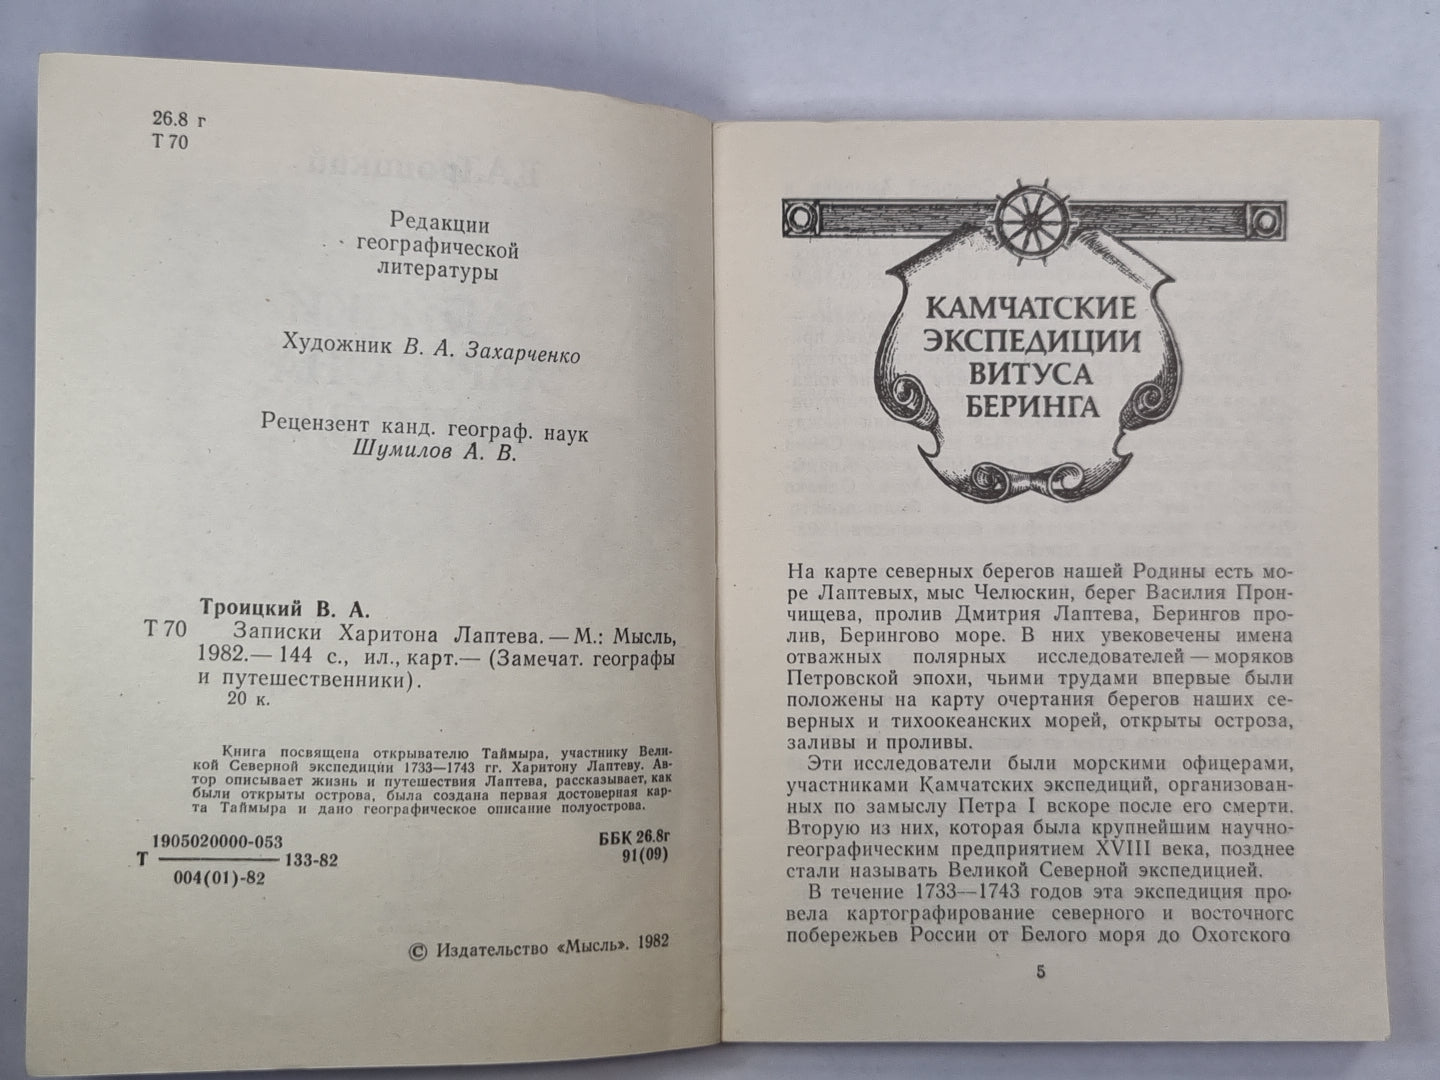 26.8 г
Т 70
Редакции
географической
литературы
Художник В. А. Захарченко
Рецензент канд. географ. наук
Шумилов А. В.
Троицкий В. А.
Т 70 Записки Харитона Лаптева. — М.: Мысль,
1982.— 144 с., ил., карт.— (Замечат. географы
и путешественники).
20 к.
Книга посвящена открывателю Таймыра, участнику Вели-
кой Северной экспедиции 1733—1743 гг. Харитону Лаптеву. Ав-
тор описывает жизнь и путешествия Лаптева, рассказывает, как
были открыты острова, была создана первая достоверная кар-
та Таймыра и дано географическое описание полуострова.
1905020000-053
Т ———— 133-82
004(01)-82
ББК 26.8г
91(09)
© Издательство «Мысль». 1982
КАМЧАТСКИЕ
ЭКСПЕДИЦИИ
ВИТУСА
БЕРИНГА
На карте северных берегов нашей Родины есть мо-
ре Лаптевых, мыс Челюскин, берег Василия Прон-
чищева, пролив Дмитрия Лаптева, Берингов про-
лив, Берингово море. В них увековечены имена
отважных полярных исследователей — моряков
Петровской эпохи, чьими трудами впервые были
положены на карту очертания берегов наших се-
верных и тихоокеанских морей, открыты острова,
заливы и проливы.
Эти исследователи были морскими офицерами,
участниками Камчатских экспедиций, организован-
ных по замыслу Петра I вскоре после его смерти.
Вторую из них, которая была крупнейшим научно-
географическим предприятием XVIII века, позднее
стали называть Великой Северной экспедицией.
В течение 1733—1743 годов эта экспедиция про-
вела картографирование северного и восточного
побережьев России от Белого моря до Охотского
5